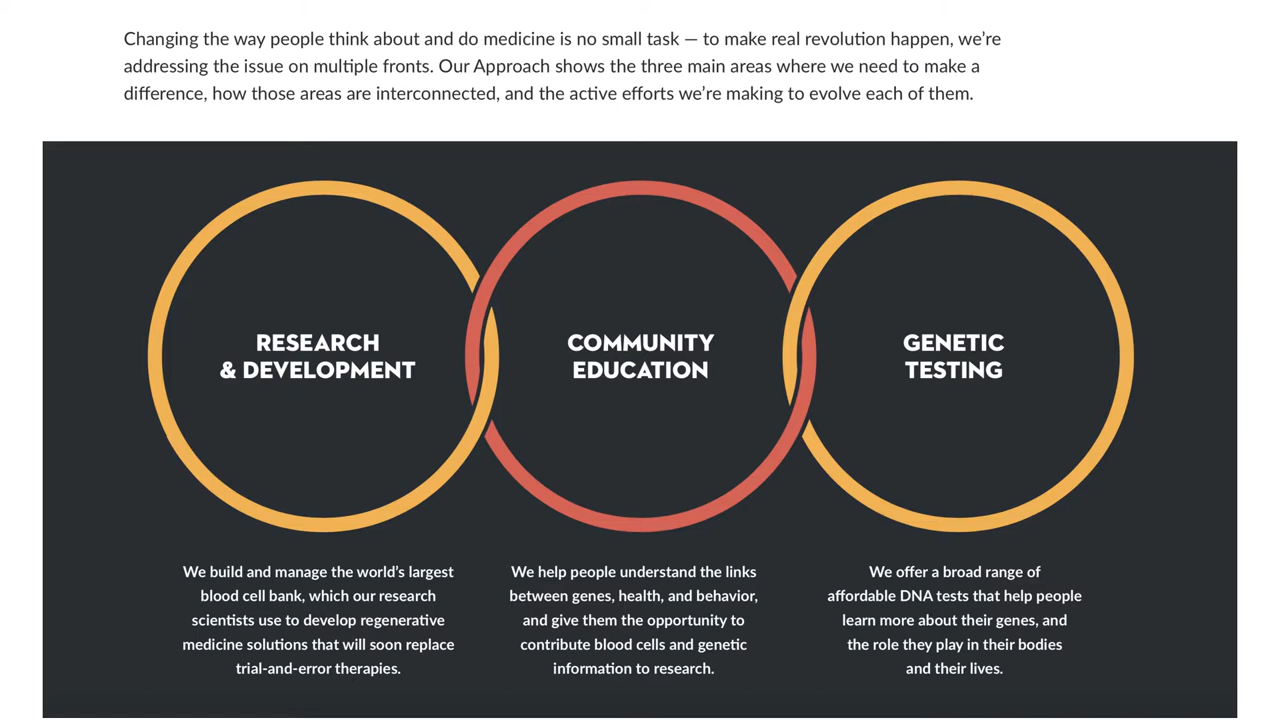 Changing the way people think about and do medicine is no small task — to make real revolution happen, we’re
addressing the issue on multiple fronts. Our Approach shows the three main areas where we need to make a
difference, how those areas are interconnected, and the active efforts we’re making to evolve each of them.
RESEARCH
& DEVELOPMENT
COMMUNITY
EDUCATION
GENETIC
TESTING
We build and manage the world’s largest
blood cell bank, which our research
scientists use to develop regenerative
medicine solutions that will soon replace
trial-and-error therapies.
We help people understand the links
between genes, health, and behavior,
and give them the opportunity to
contribute blood cells and genetic
information to research.
We offer a broad range of
affordable DNA tests that help people
learn more about their genes, and
the role they play in their bodies
and their lives.